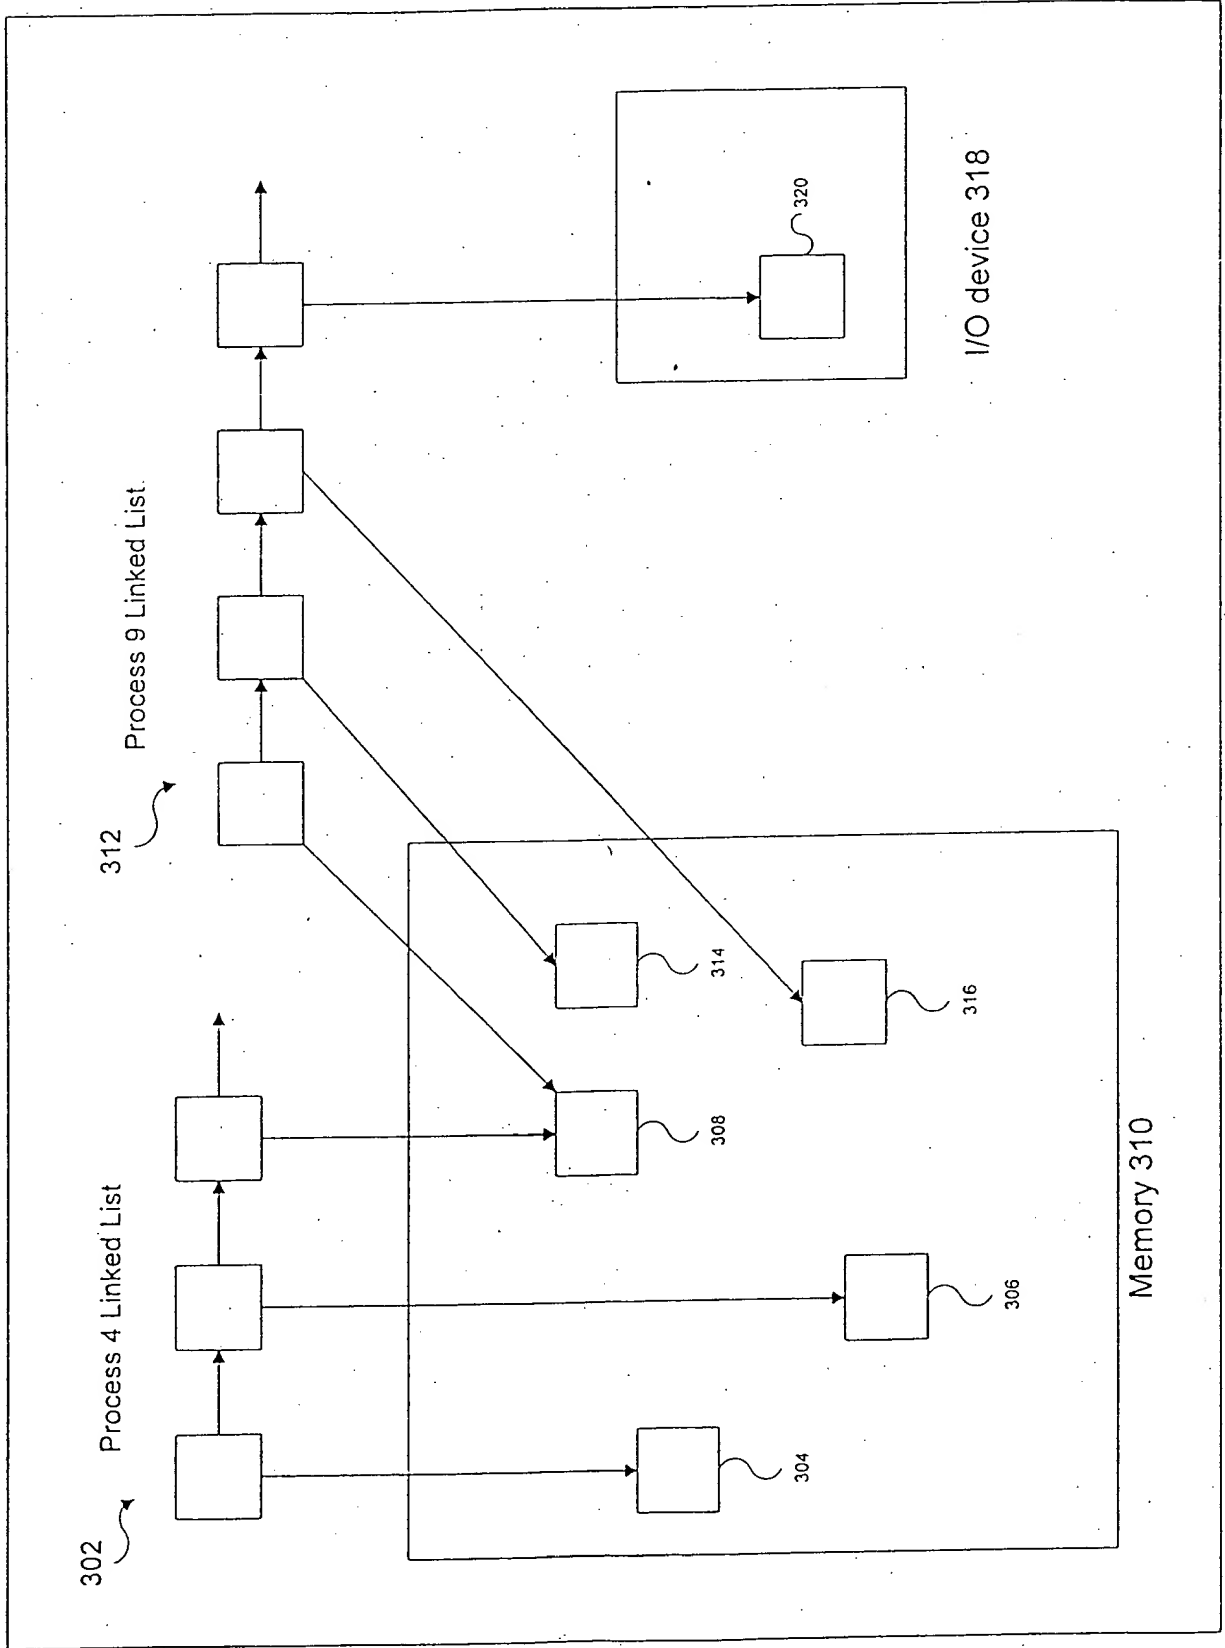 302
Process 4 Linked List
312
Process 9 Linked List
304
306
308
314
316
Memory 310
320
I/O device 318